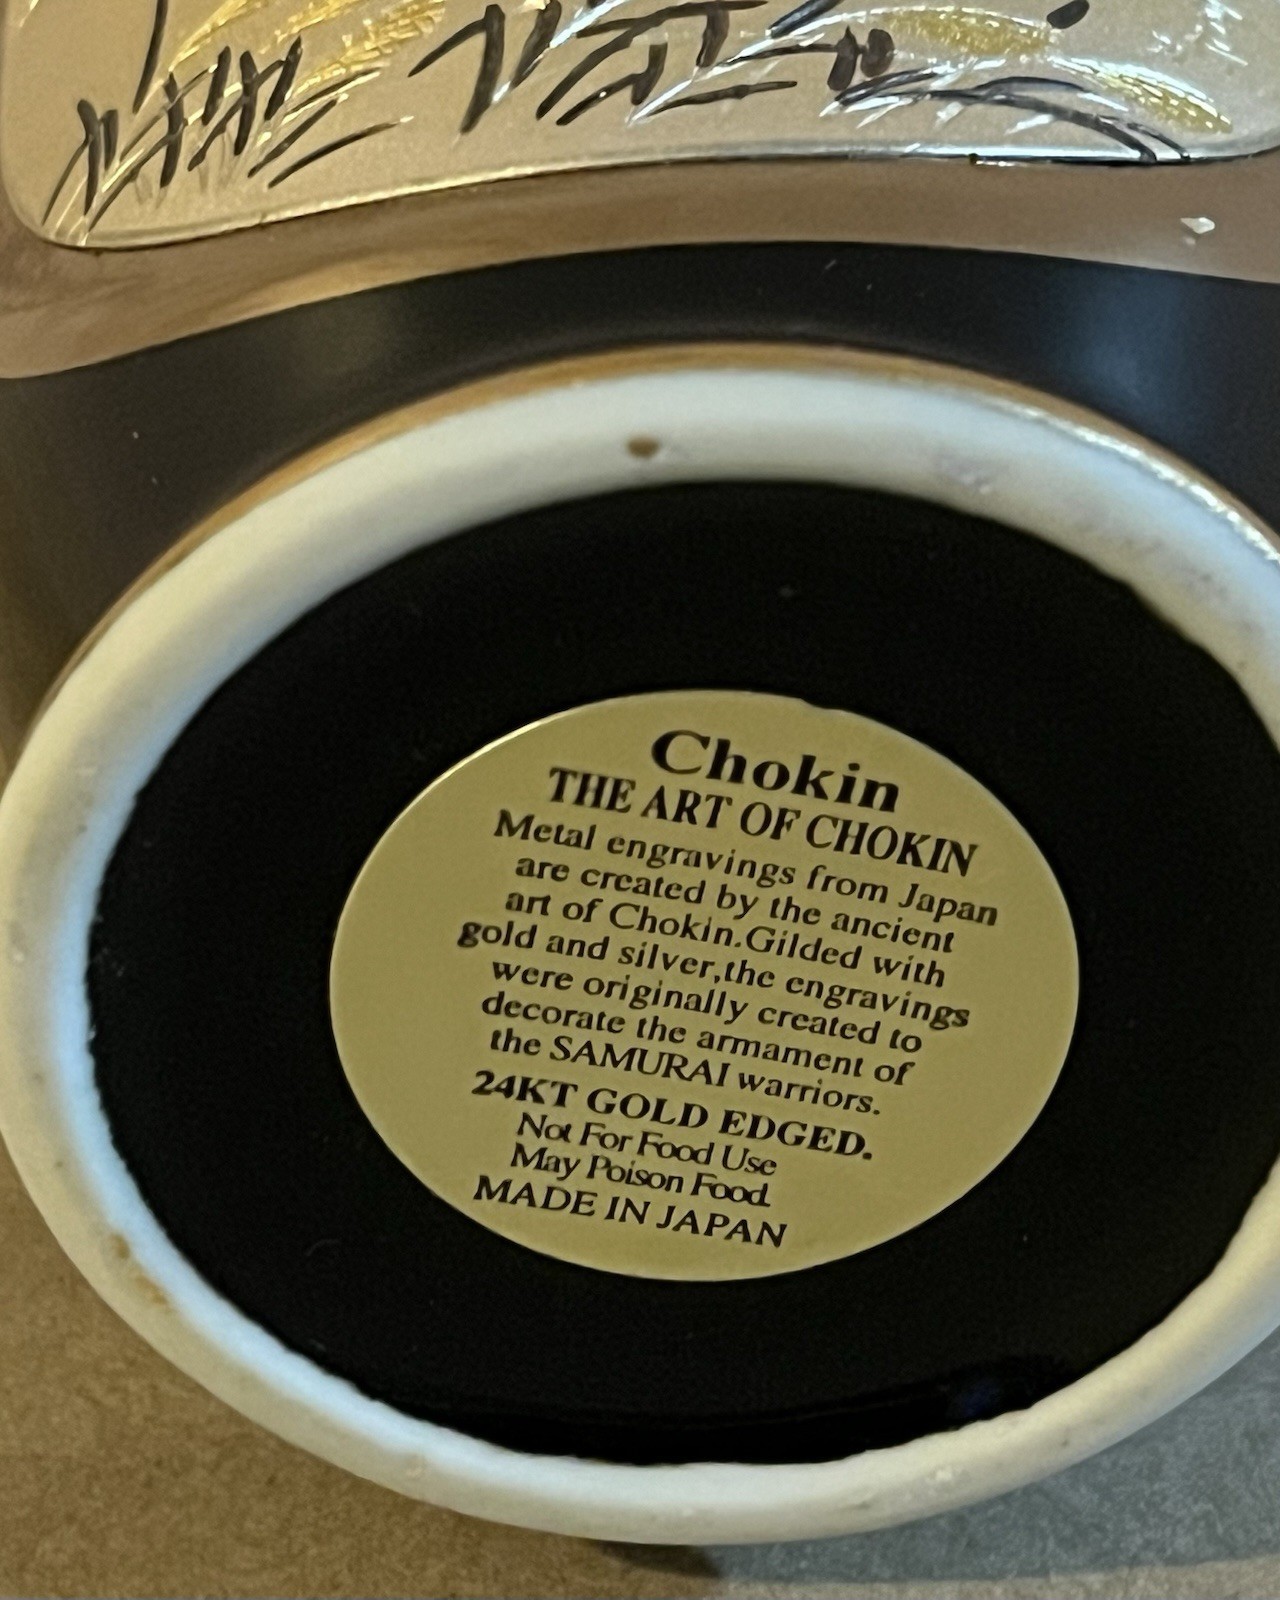 Chokin
THE ART OF CHOKIN
Metal engravings from Japan
are created by the ancient
art of Chokin.Gilded with
gold and silver,the engravings
were originally created to
decorate the armament of
the SAMURAI warriors.
24KT GOLD EDGED.
Not For Food Use
May Poison Food.
MADE IN JAPAN